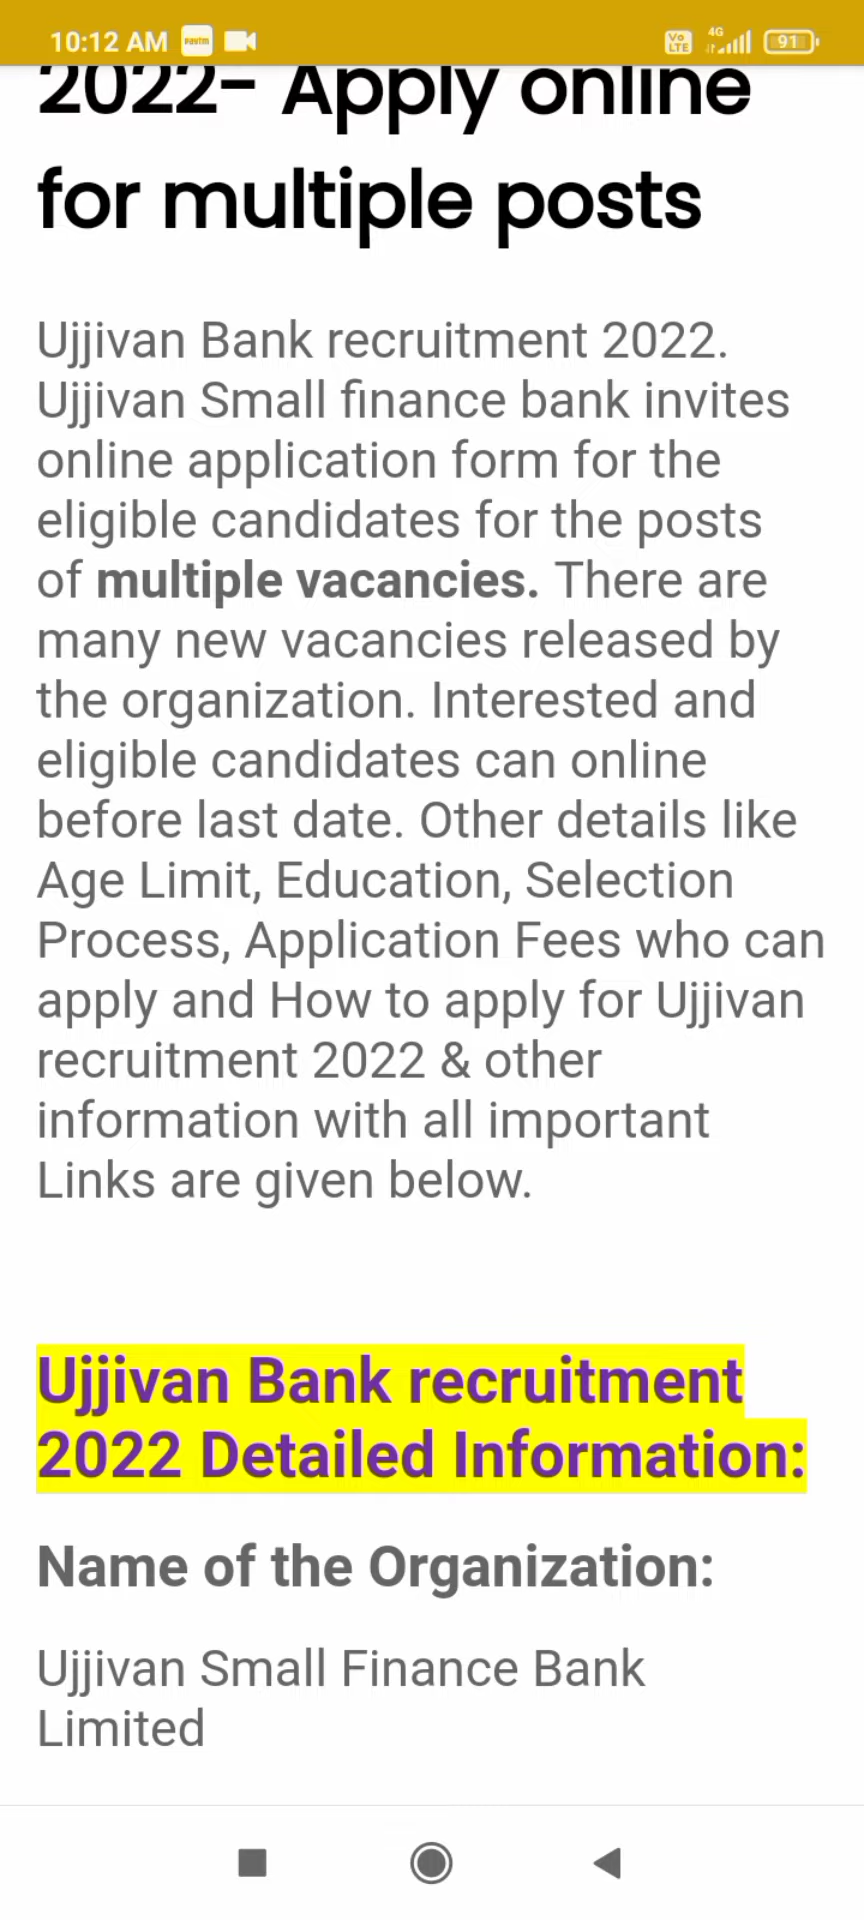 10:12 AM paytm Vo LTE 4G 91
2022- Apply online
for multiple posts
Ujjivan Bank recruitment 2022.
Ujjivan Small finance bank invites
online application form for the
eligible candidates for the posts
of multiple vacancies. There are
many new vacancies released by
the organization. Interested and
eligible candidates can online
before last date. Other details like
Age Limit, Education, Selection
Process, Application Fees who can
apply and How to apply for Ujjivan
recruitment 2022 & other
information with all important
Links are given below.
Ujjivan Bank recruitment
2022 Detailed Information:
Name of the Organization:
Ujjivan Small Finance Bank
Limited